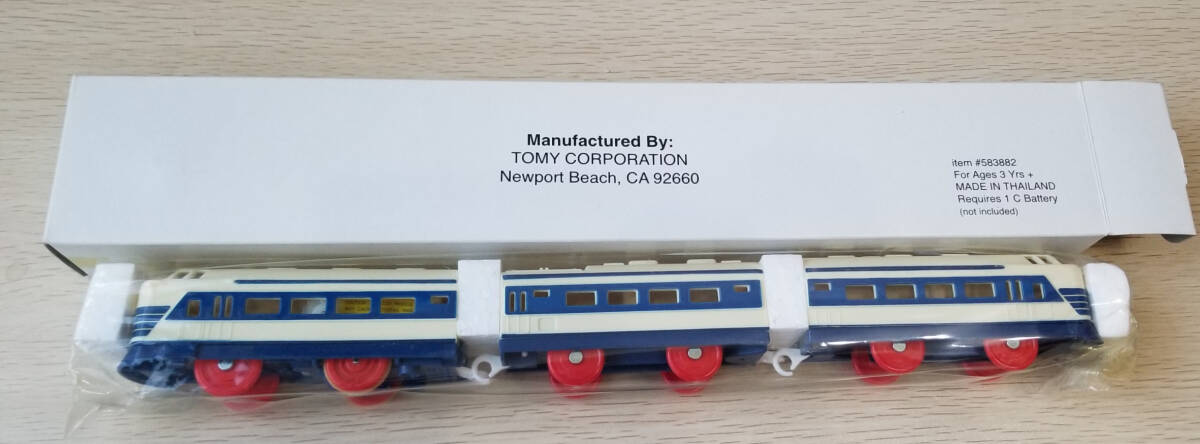 Manufactured By:
TOMY CORPORATION
Newport Beach, CA 92660
item #583882
For Ages 3 Yrs +
MADE IN THAILAND
Requires 1 C Battery
(not included)